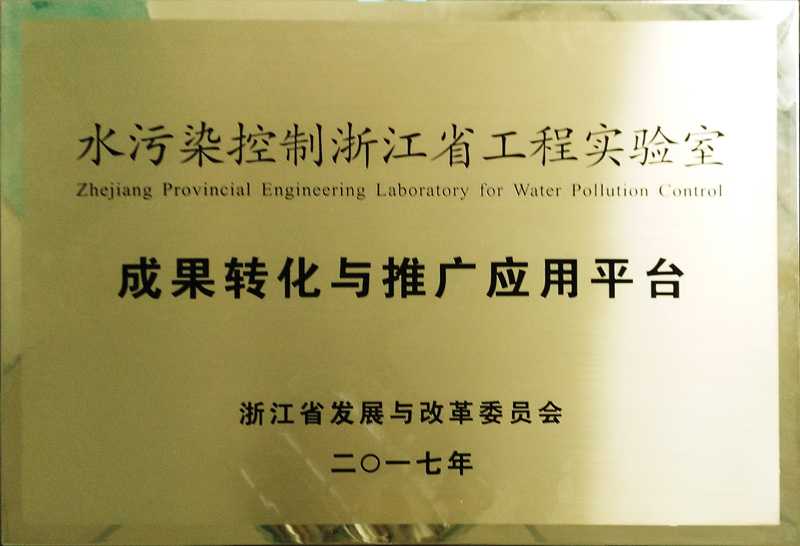 水污染控制浙江省工程实验室
Zhejiang Provincial Engineering Laboratory for Water Pollution Control
成果转化与推广应用平台
浙江省发展与改革委员会
二〇一七年